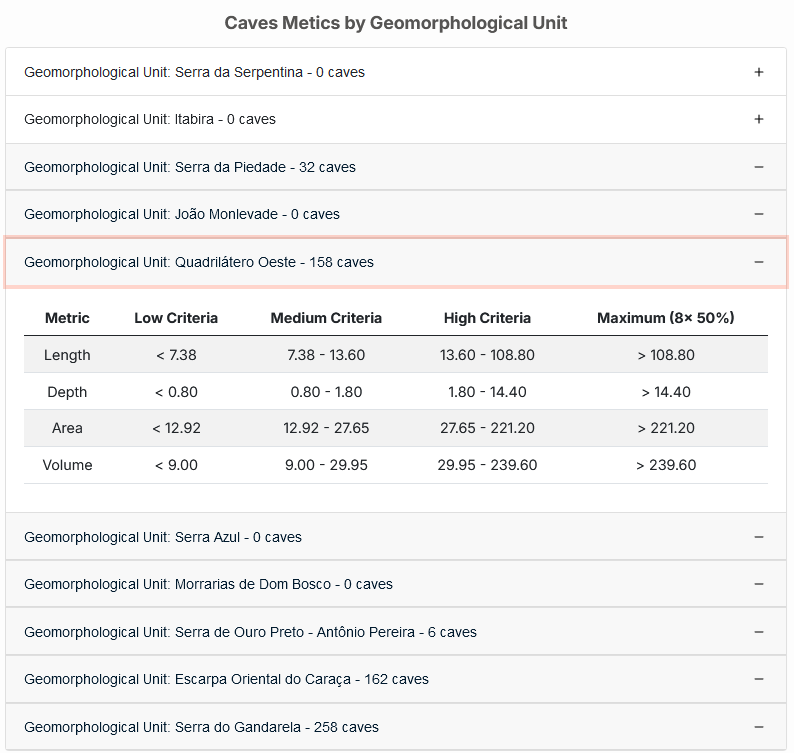 Caves Metics by Geomorphological Unit
Geomorphological Unit: Serra da Serpentina - 0 caves +
Geomorphological Unit: Itabira - 0 caves +
Geomorphological Unit: Serra da Piedade - 32 caves −
Geomorphological Unit: João Monlevade - 0 caves −
Geomorphological Unit: Quadrilátero Oeste - 158 caves −
Metric Low Criteria Medium Criteria High Criteria Maximum (8× 50%)
Length < 7.38 7.38 - 13.60 13.60 - 108.80 > 108.80
Depth < 0.80 0.80 - 1.80 1.80 - 14.40 > 14.40
Area < 12.92 12.92 - 27.65 27.65 - 221.20 > 221.20
Volume < 9.00 9.00 - 29.95 29.95 - 239.60 > 239.60
Geomorphological Unit: Serra Azul - 0 caves −
Geomorphological Unit: Morrarias de Dom Bosco - 0 caves −
Geomorphological Unit: Serra de Ouro Preto - Antônio Pereira - 6 caves −
Geomorphological Unit: Escarpa Oriental do Caraça - 162 caves −
Geomorphological Unit: Serra do Gandarela - 258 caves −